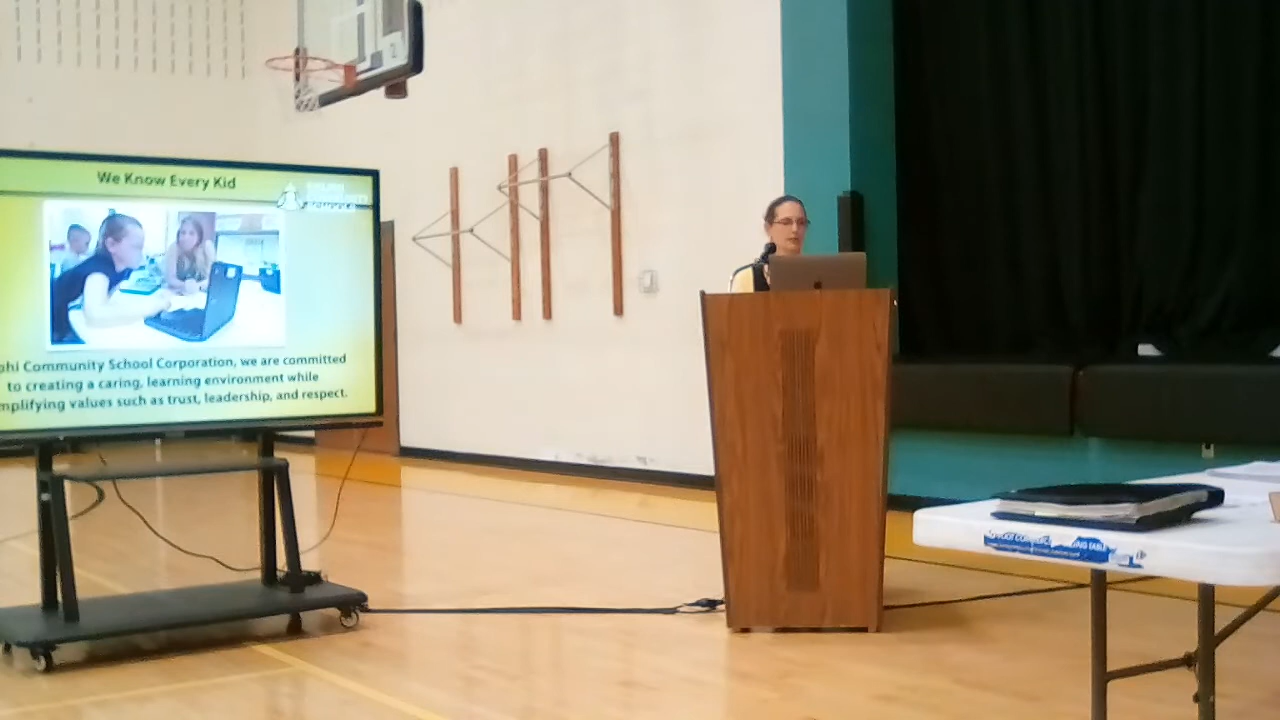 We Know Every Kid
phi Community School Corporation, we are committed
to creating a caring, learning environment while
mplifying values such as trust, leadership, and respect.
2